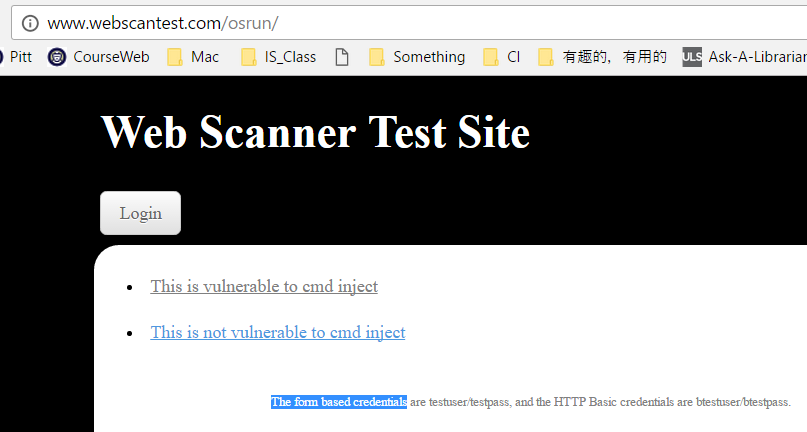 www.webscantest.com/osrun/
Pitt CourseWeb Mac IS_Class Something CI 有趣的，有用的 ULS Ask-A-Librarian
Web Scanner Test Site
Login
This is vulnerable to cmd inject
This is not vulnerable to cmd inject
The form based credentials are testuser/testpass, and the HTTP Basic credentials are btestuser/btestpass.